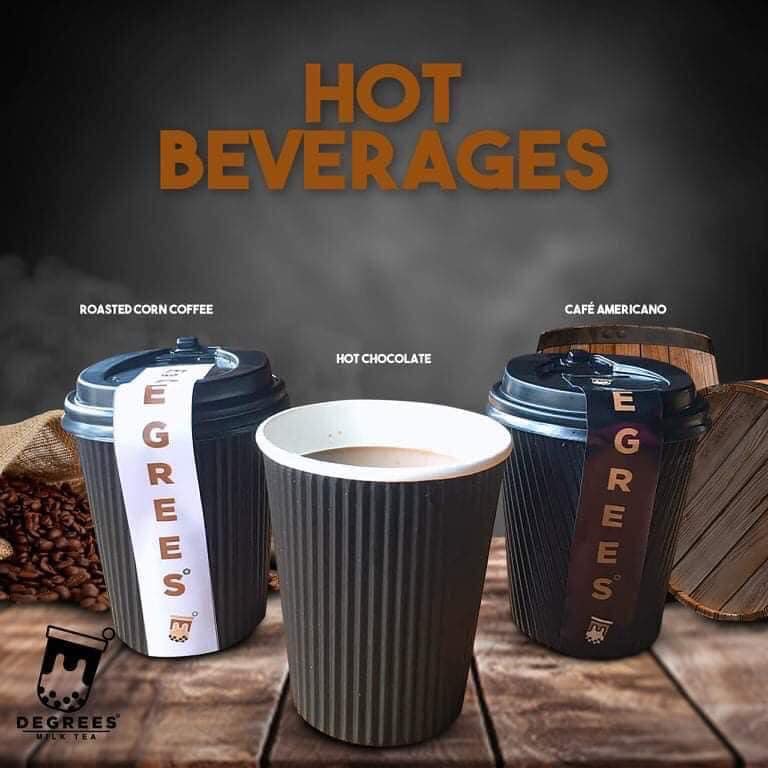 HOT
BEVERAGES
ROASTED CORN COFFEE
CAFÉ AMERICANO
HOT CHOCOLATE
EGREES°
EGREES°
DEGREES°
MILK TEA